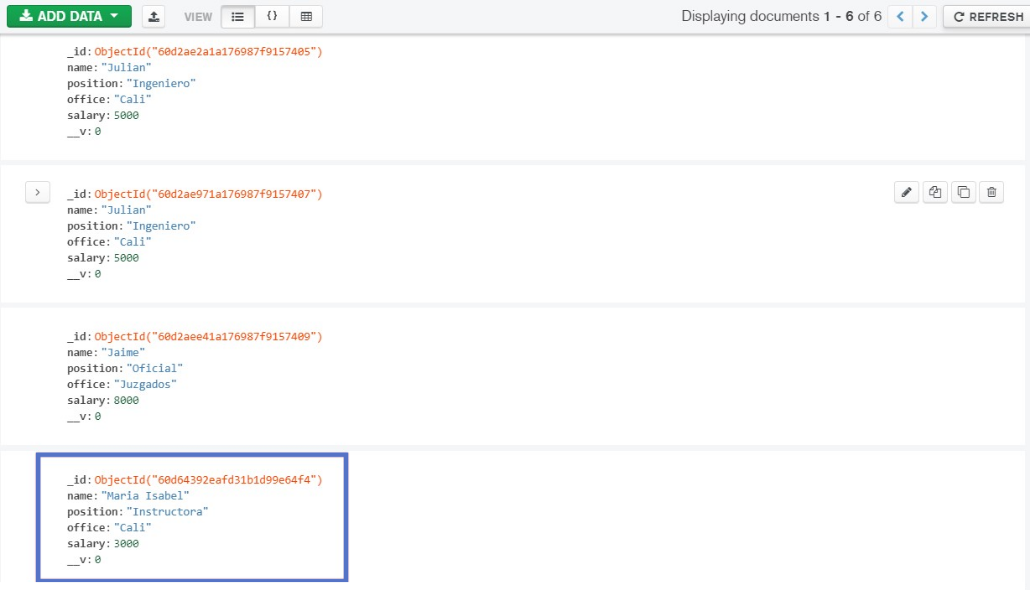 ADD DATA VIEW {} Displaying documents 1 - 6 of 6 < > REFRESH
_id: ObjectId("60d2ae2a1a176987f9157405")
name: "Julian"
position: "Ingeniero"
office: "Cali"
salary: 5000
__v: 0
> _id: ObjectId("60d2ae971a176987f9157407")
name: "Julian"
position: "Ingeniero"
office: "Cali"
salary: 5000
__v: 0
_id: ObjectId("60d2aee41a176987f9157409")
name: "Jaime"
position: "Oficial"
office: "Juzgados"
salary: 8000
__v: 0
_id: ObjectId("60d64392eafd31b1d99e64f4")
name: "Maria Isabel"
position: "Instructora"
office: "Cali"
salary: 3000
__v: 0